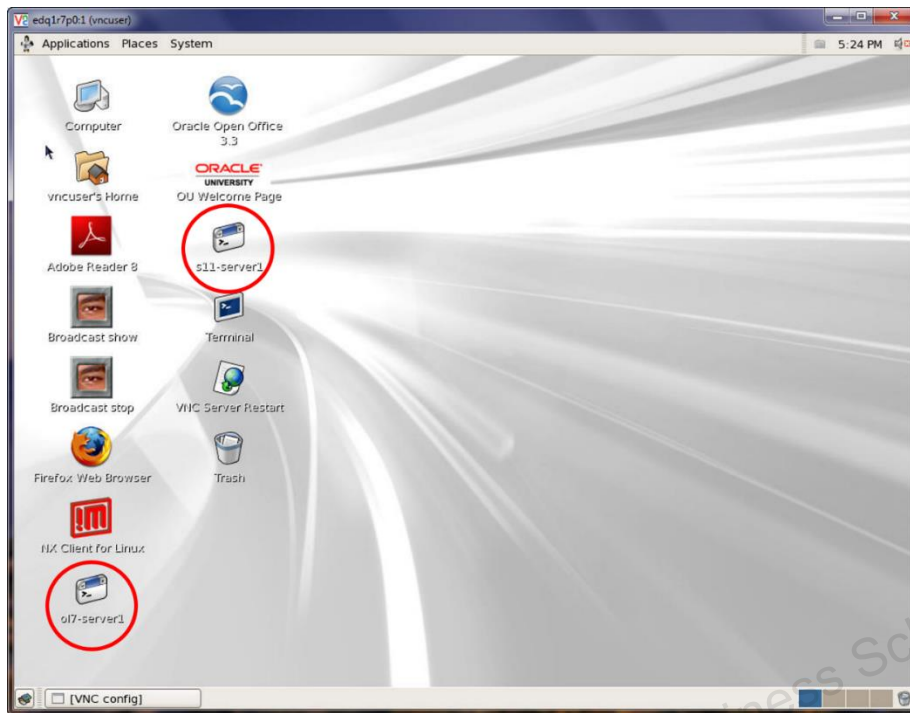 edq1r7p0:1 (vncuser)
Applications Places System 5:24 PM
Computer
Oracle Open Office
3.3
vncuser's Home
ORACLE
UNIVERSITY
OU Welcome Page
Adobe Reader 8
s11-server1
Broadcast show
Terminal
Broadcast stop
VNC Server Restart
Firefox Web Browser
Trash
NX Client for Linux
ol7-server1
[VNC config]